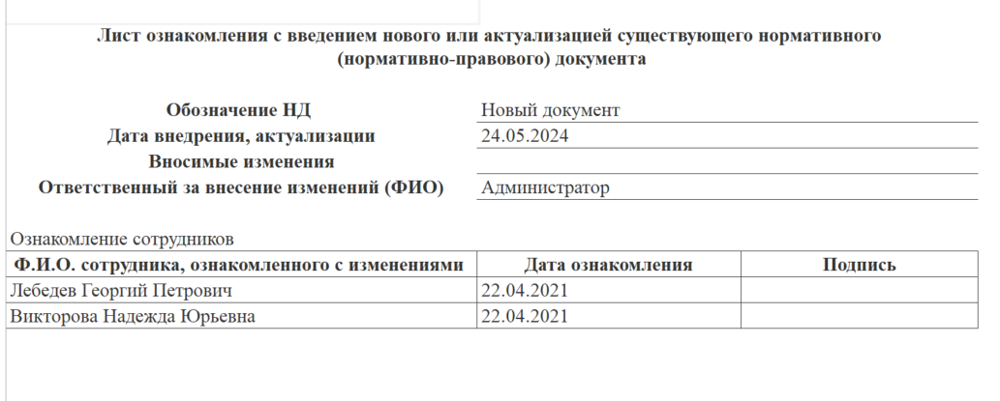 Лист ознакомления с введением нового или актуализацией существующего нормативного
(нормативно-правового) документа
Обозначение НД Новый документ
Дата внедрения, актуализации 24.05.2024
Вносимые изменения
Ответственный за внесение изменений (ФИО) Администратор
Ознакомление сотрудников
Ф.И.О. сотрудника, ознакомленного с изменениями Дата ознакомления Подпись
Лебедев Георгий Петрович 22.04.2021
Викторова Надежда Юрьевна 22.04.2021